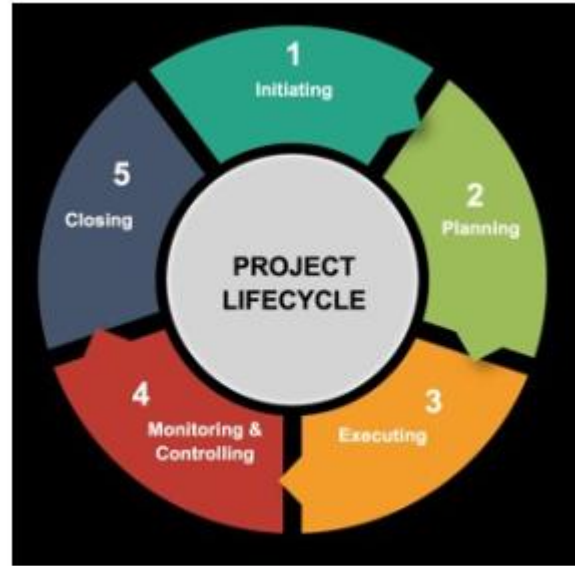 1
Initiating
2
Planning
3
Executing
4
Monitoring &
Controlling
5
Closing
PROJECT
LIFECYCLE